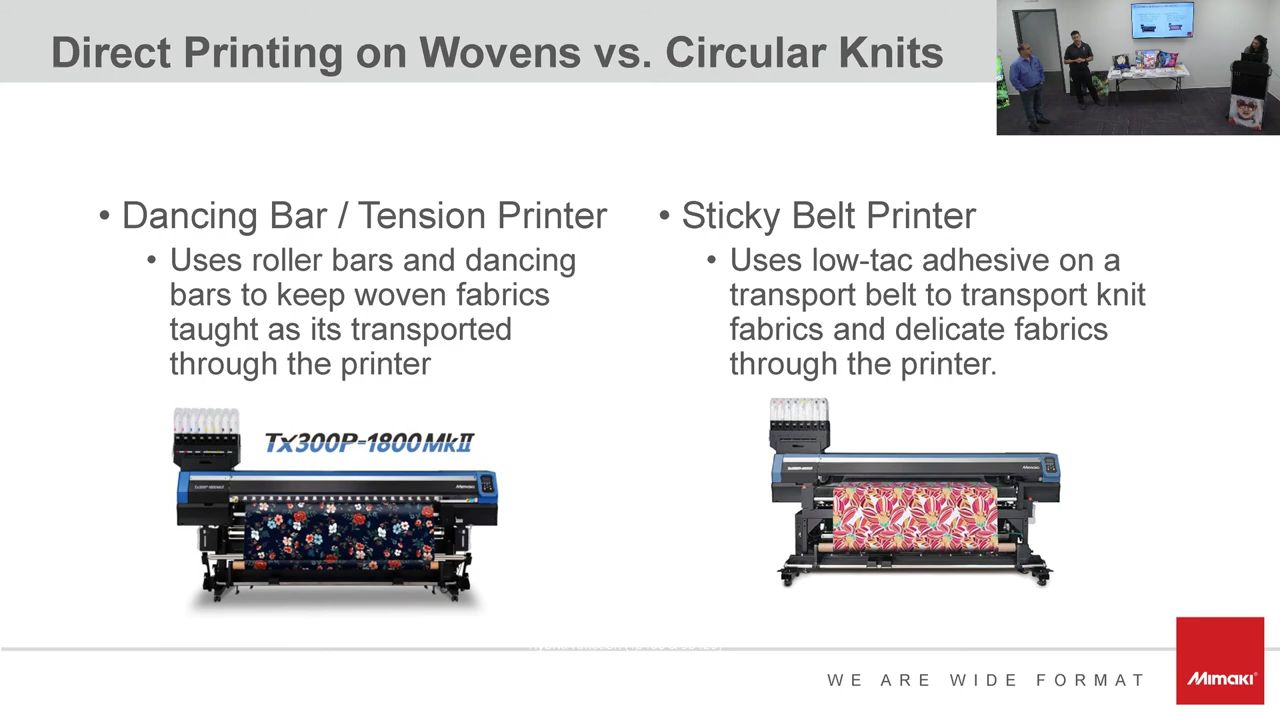 Direct Printing on Wovens vs. Circular Knits
• Dancing Bar / Tension Printer
• Uses roller bars and dancing
bars to keep woven fabrics
taught as its transported
through the printer
• Sticky Belt Printer
• Uses low-tac adhesive on a
transport belt to transport knit
fabrics and delicate fabrics
through the printer.
Tx300P-1800MkII
Mimaki
Mimaki
WE ARE WIDE FORMAT
Mimaki